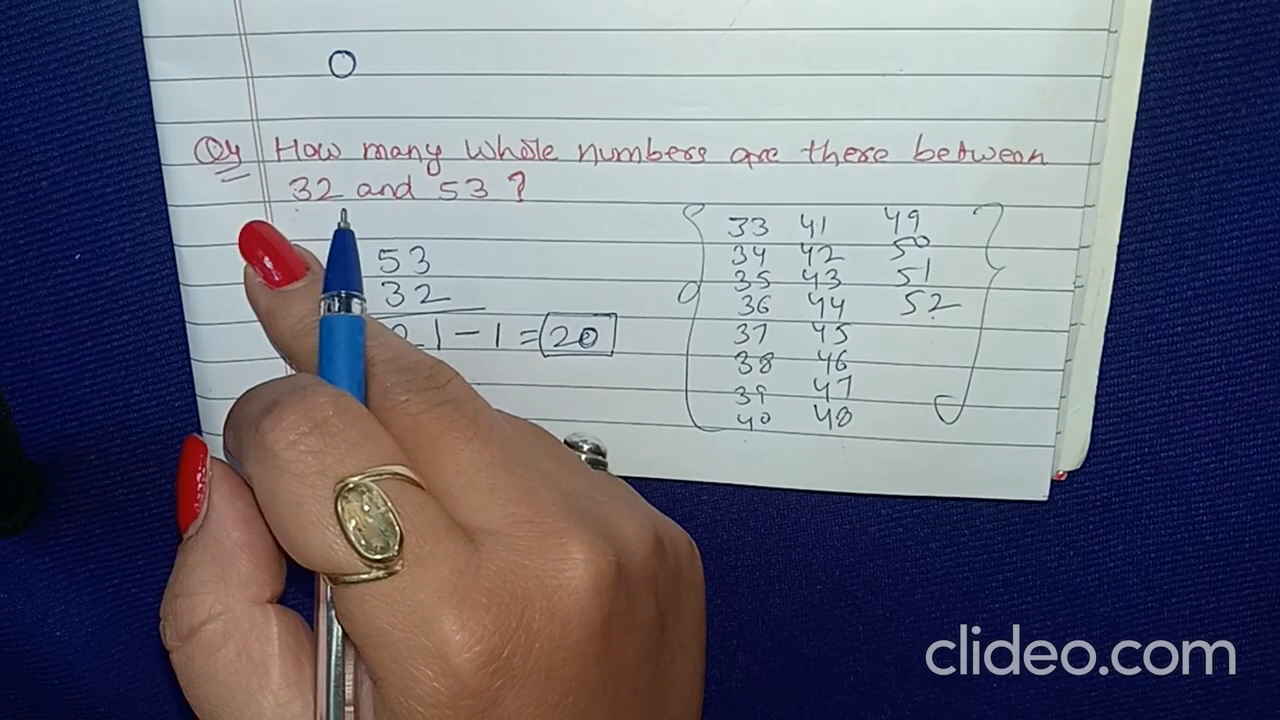 Q4 How many whole numbers are there between
32 and 53 ?
53
32
21 - 1 = 20
33 41 49
34 42 50
35 43 51
36 44 52
37 45
38 46
39 47
40 48
clideo.com